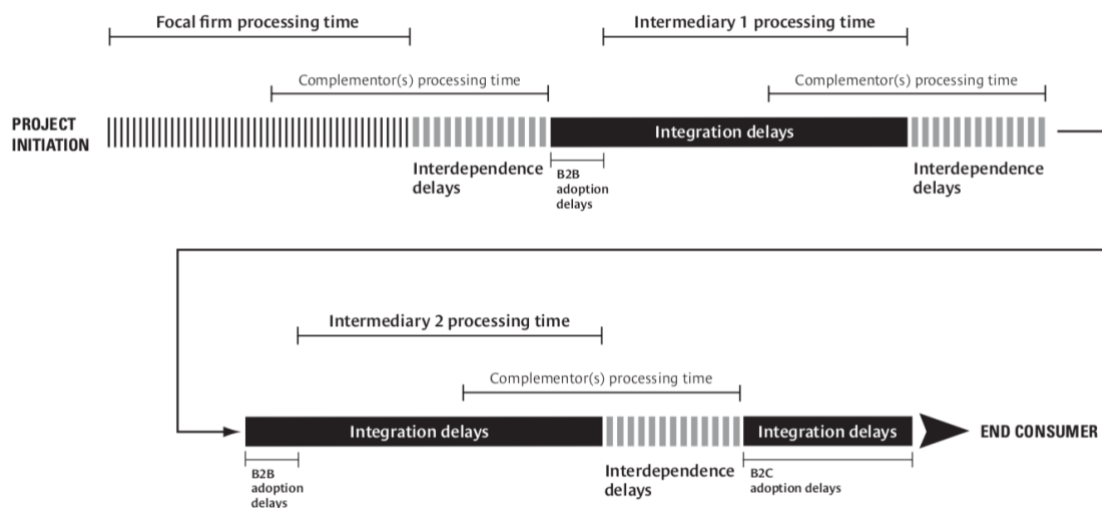 Focal firm processing time
Intermediary 1 processing time
Complementor(s) processing time
Complementor(s) processing time
PROJECT
INITIATION
Integration delays
Interdependence
delays
B2B
adoption
delays
Interdependence
delays
Intermediary 2 processing time
Complementor(s) processing time
Integration delays
Integration delays
END CONSUMER
B2B
adoption
delays
Interdependence
delays
B2C
adoption delays